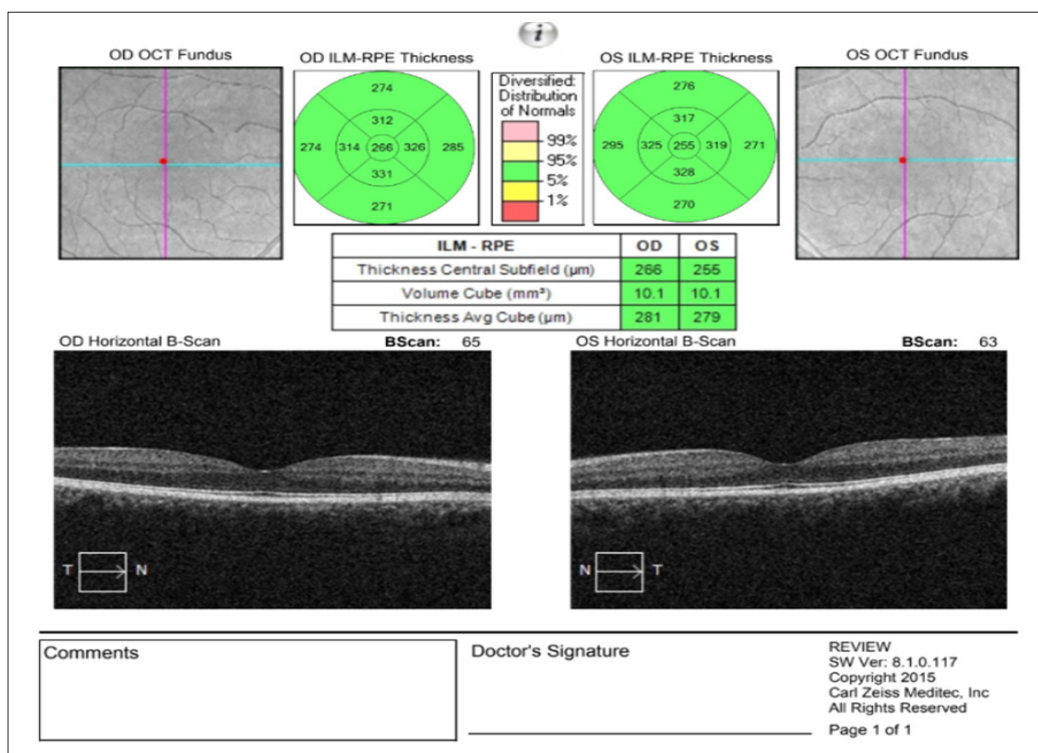 i
OD OCT Fundus
OD ILM-RPE Thickness
OS ILM-RPE Thickness
OS OCT Fundus
274
312
274 314 266 326 285
331
271
Diversified:
Distribution
of Normals
99%
95%
5%
1%
276
317
295 325 255 319 271
328
270
ILM - RPE OD OS
Thickness Central Subfield (µm) 266 255
Volume Cube (mm³) 10.1 10.1
Thickness Avg Cube (µm) 281 279
OD Horizontal B-Scan BScan: 65
OS Horizontal B-Scan BScan: 63
T N
N T
Comments
Doctor's Signature
REVIEW
SW Ver: 8.1.0.117
Copyright 2015
Carl Zeiss Meditec, Inc
All Rights Reserved
Page 1 of 1